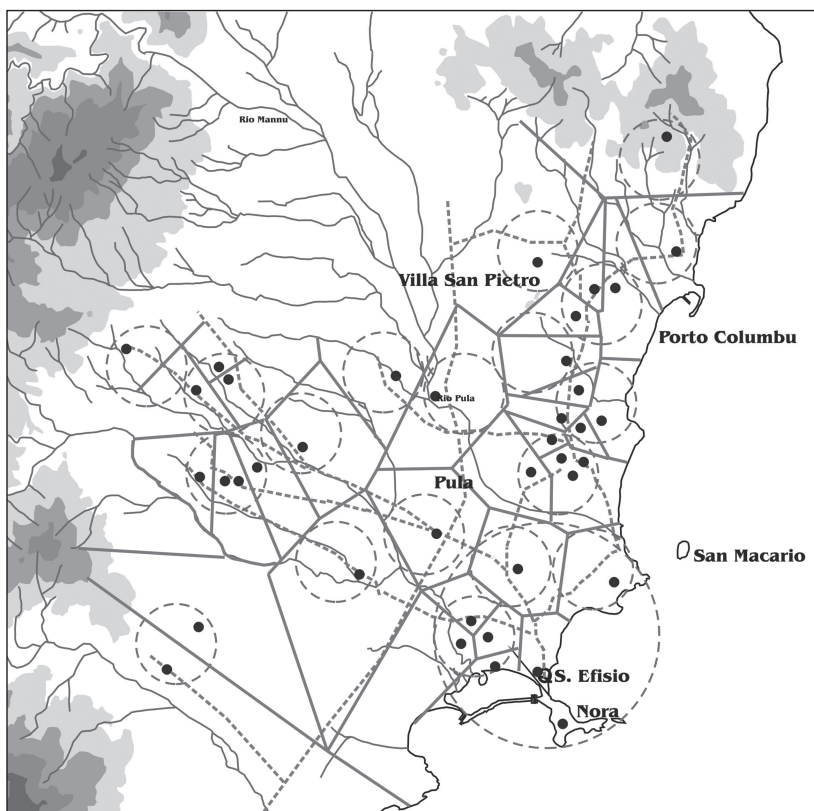 Rio Mannu
Villa San Pietro
Porto Columbu
Rio Pula
Pula
San Macario
S. Efisio
Nora